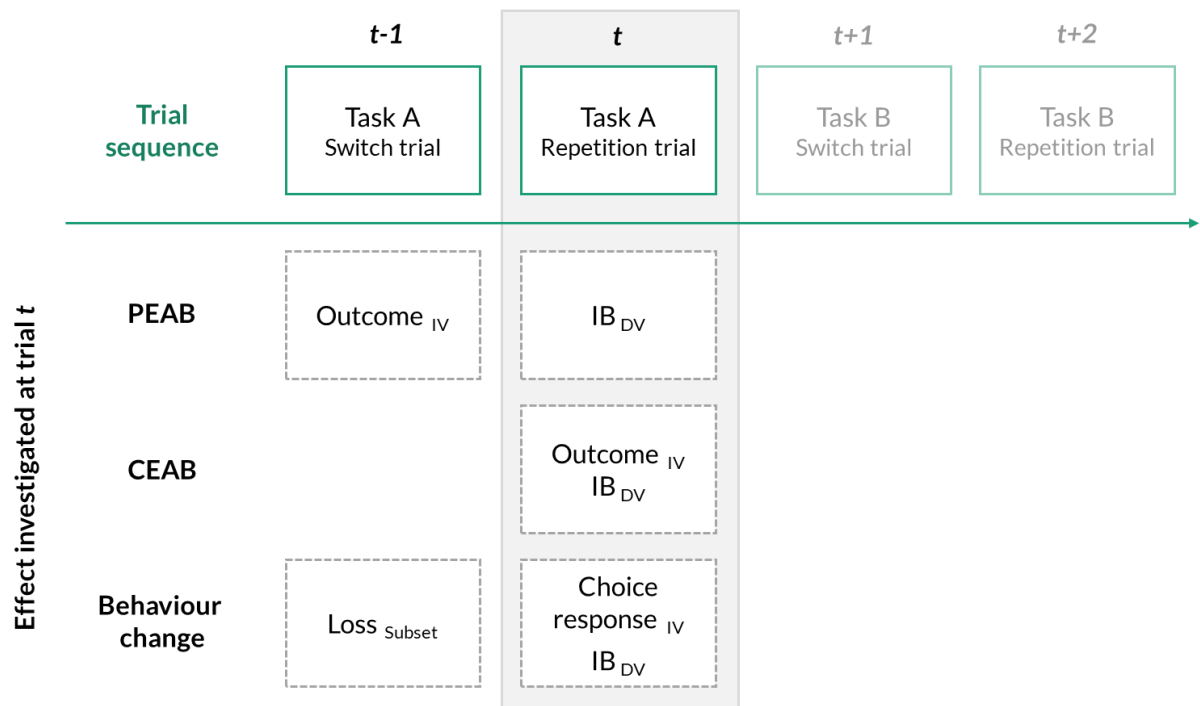 t-1
t
t+1
t+2
Trial
sequence
Task A
Switch trial
Task A
Repetition trial
Task B
Switch trial
Task B
Repetition trial
Effect investigated at trial t
PEAB
Outcome IV
IB DV
CEAB
Outcome IV
IB DV
Behaviour
change
Loss Subset
Choice
response IV
IB DV